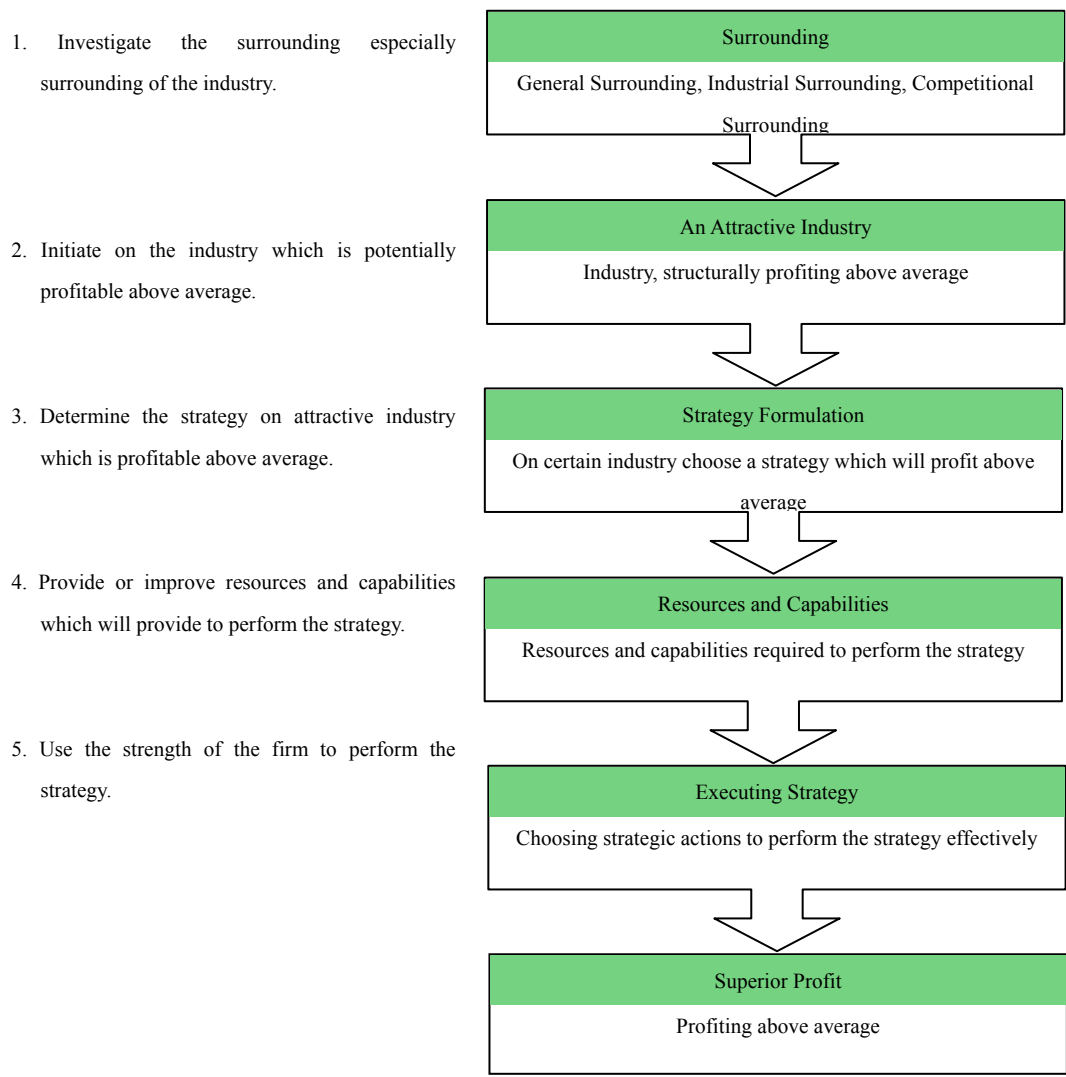 1. Investigate the surrounding especially
surrounding of the industry.
Surrounding
General Surrounding, Industrial Surrounding, Competitional
Surrounding
2. Initiate on the industry which is potentially
profitable above average.
An Attractive Industry
Industry, structurally profiting above average
3. Determine the strategy on attractive industry
which is profitable above average.
Strategy Formulation
On certain industry choose a strategy which will profit above
average
4. Provide or improve resources and capabilities
which will provide to perform the strategy.
Resources and Capabilities
Resources and capabilities required to perform the strategy
5. Use the strength of the firm to perform the
strategy.
Executing Strategy
Choosing strategic actions to perform the strategy effectively
Superior Profit
Profiting above average